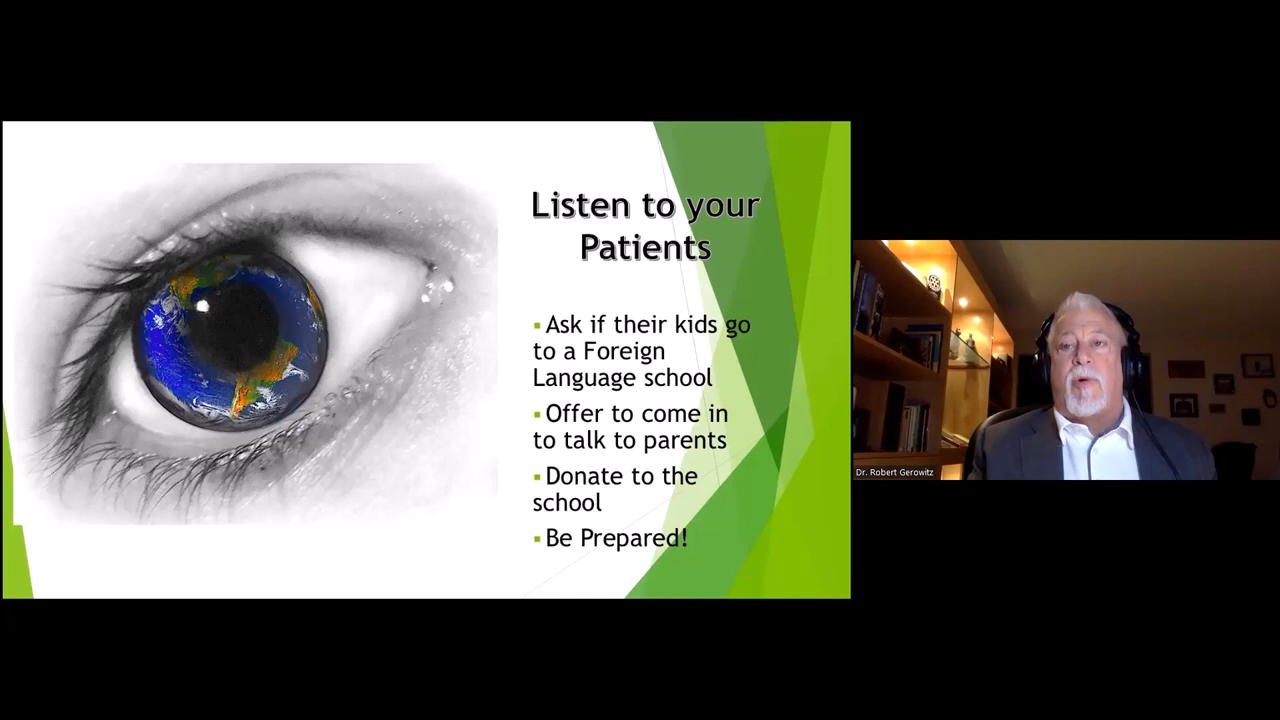 Listen to your
Patients
▪ Ask if their kids go
to a Foreign
Language school
▪ Offer to come in
to talk to parents
▪ Donate to the
school
▪ Be Prepared!
Dr. Robert Gerowitz